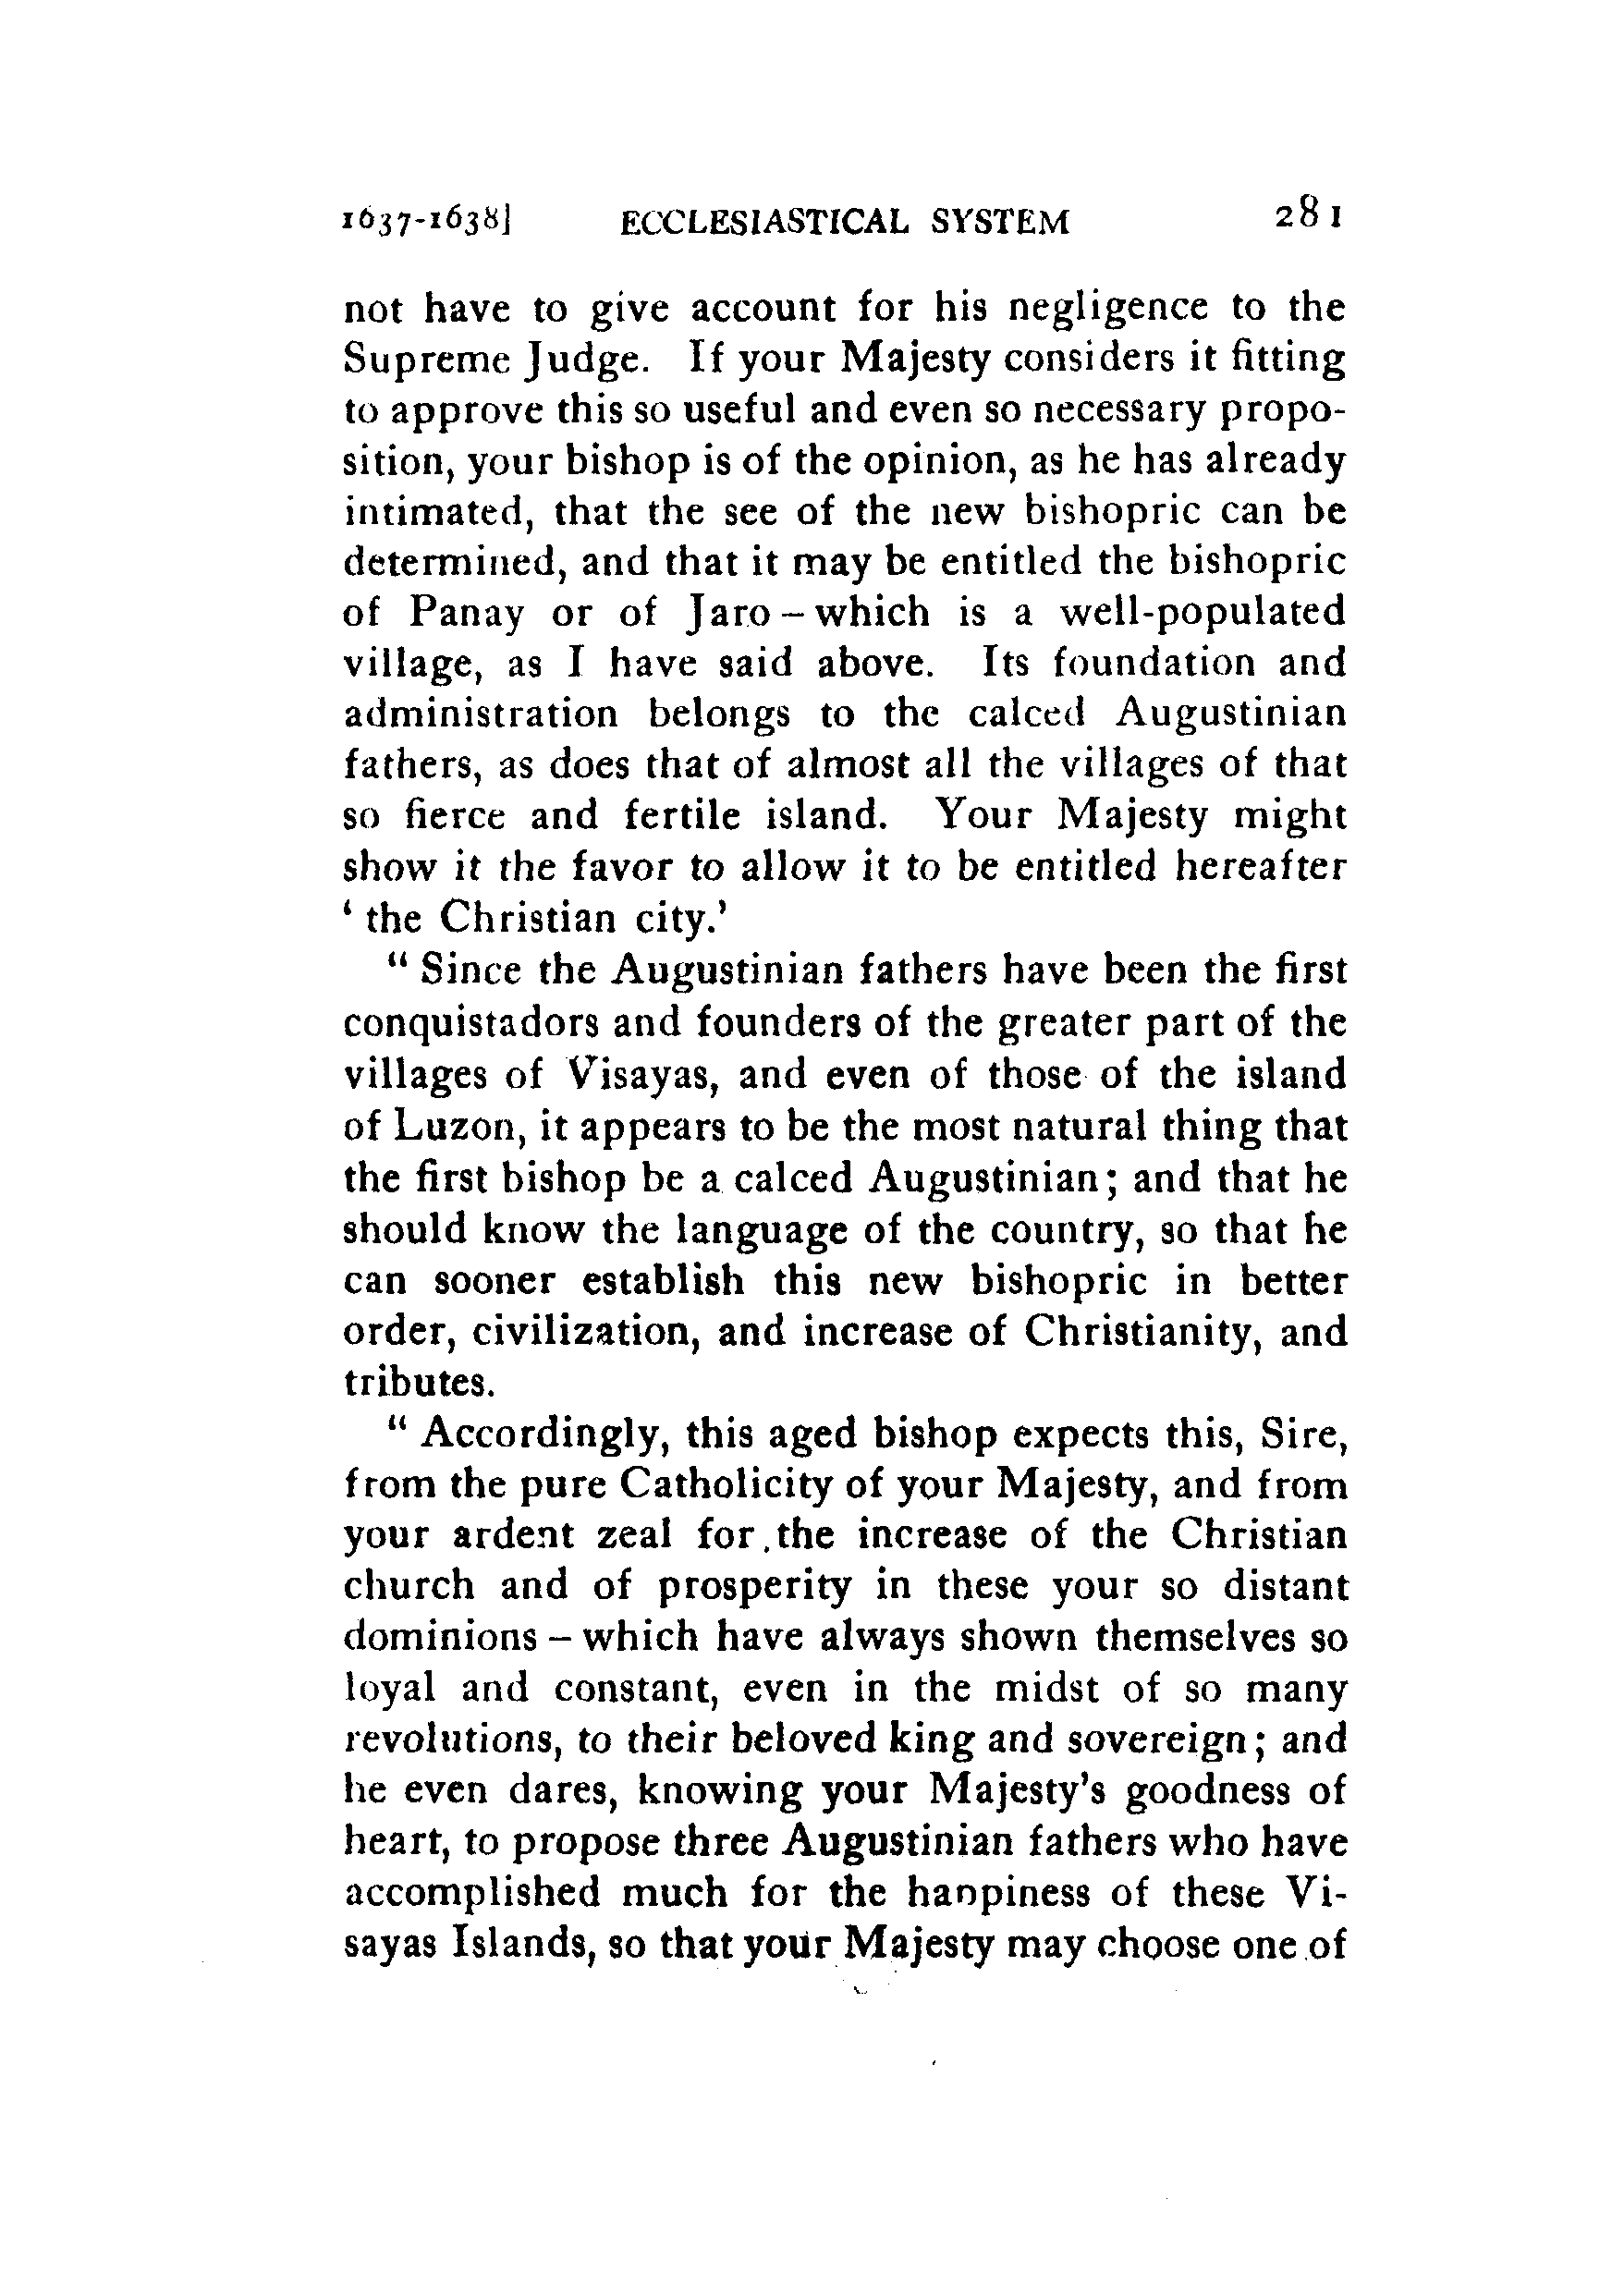 1637-1638] ECCLESIASTICAL SYSTEM 281
not have to give account for his negligence to the
Supreme Judge. If your Majesty considers it fitting
to approve this so useful and even so necessary propo-
sition, your bishop is of the opinion, as he has already
intimated, that the see of the new bishopric can be
determined, and that it may be entitled the bishopric
of Panay or of Jaro – which is a well-populated
village, as I have said above. Its foundation and
administration belongs to the calced Augustinian
fathers, as does that of almost all the villages of that
so fierce and fertile island. Your Majesty might
show it the favor to allow it to be entitled hereafter
‘ the Christian city.’
“ Since the Augustinian fathers have been the first
conquistadors and founders of the greater part of the
villages of Visayas, and even of those of the island
of Luzon, it appears to be the most natural thing that
the first bishop be a calced Augustinian; and that he
should know the language of the country, so that he
can sooner establish this new bishopric in better
order, civilization, and increase of Christianity, and
tributes.
“ Accordingly, this aged bishop expects this, Sire,
from the pure Catholicity of your Majesty, and from
your ardent zeal for the increase of the Christian
church and of prosperity in these your so distant
dominions – which have always shown themselves so
loyal and constant, even in the midst of so many
revolutions, to their beloved king and sovereign; and
he even dares, knowing your Majesty's goodness of
heart, to propose three Augustinian fathers who have
accomplished much for the happiness of these Vi-
sayas Islands, so that your Majesty may choose one of